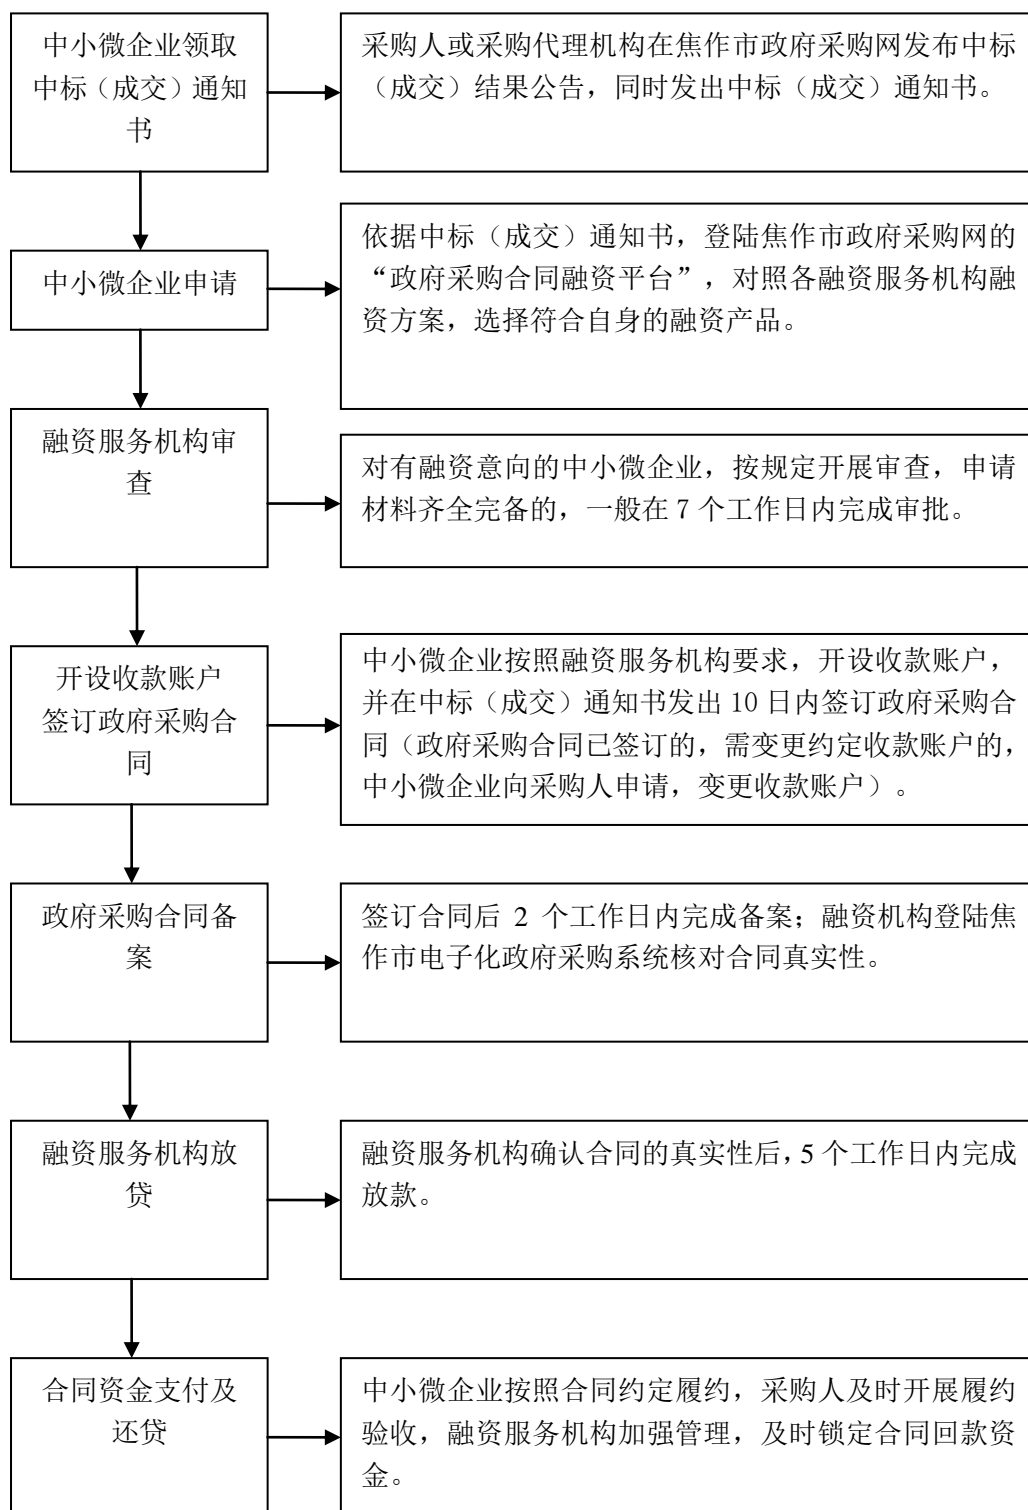 中小微企业领取
中标（成交）通知
书
采购人或采购代理机构在焦作市政府采购网发布中标
（成交）结果公告，同时发出中标（成交）通知书。
中小微企业申请
依据中标（成交）通知书，登陆焦作市政府采购网的
“政府采购合同融资平台”，对照各融资服务机构融
资方案，选择符合自身的融资产品。
融资服务机构审
查
对有融资意向的中小微企业，按规定开展审查，申请
材料齐全完备的，一般在 7 个工作日内完成审批。
开设收款账户
签订政府采购合
同
中小微企业按照融资服务机构要求，开设收款账户，
并在中标（成交）通知书发出 10 日内签订政府采购合
同（政府采购合同已签订的，需变更约定收款账户的，
中小微企业向采购人申请，变更收款账户）。
政府采购合同备
案
签订合同后 2 个工作日内完成备案；融资机构登陆焦
作市电子化政府采购系统核对合同真实性。
融资服务机构放
贷
融资服务机构确认合同的真实性后，5 个工作日内完成
放款。
合同资金支付及
还贷
中小微企业按照合同约定履约，采购人及时开展履约
验收，融资服务机构加强管理，及时锁定合同回款资
金。